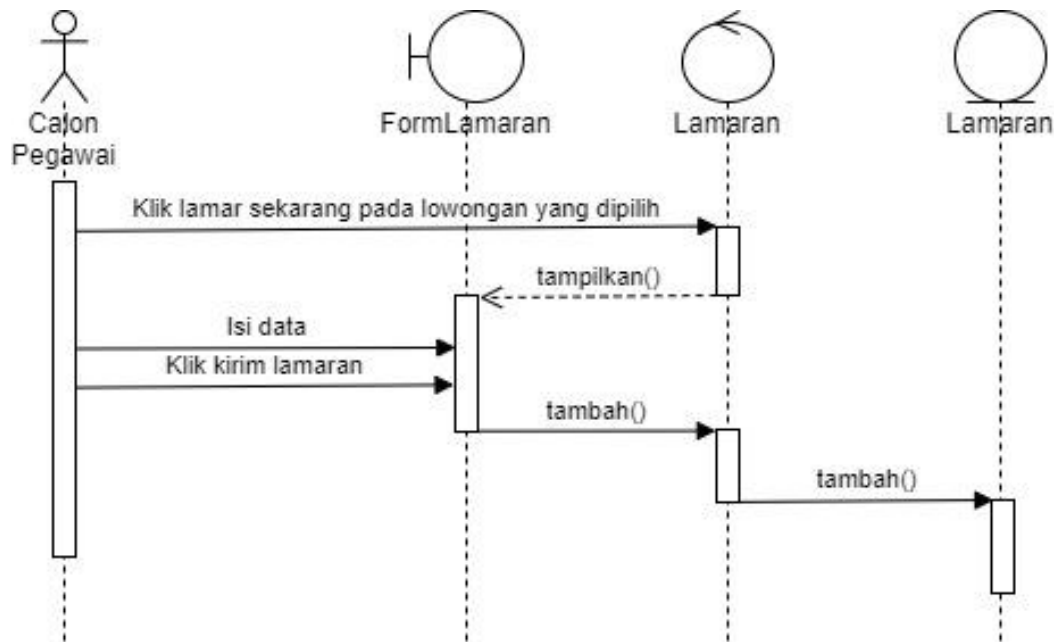 Calon
Pegawai
FormLamaran
Lamaran
Lamaran
Klik lamar sekarang pada lowongan yang dipilih
tampilkan()
Isi data
Klik kirim lamaran
tambah()
tambah()